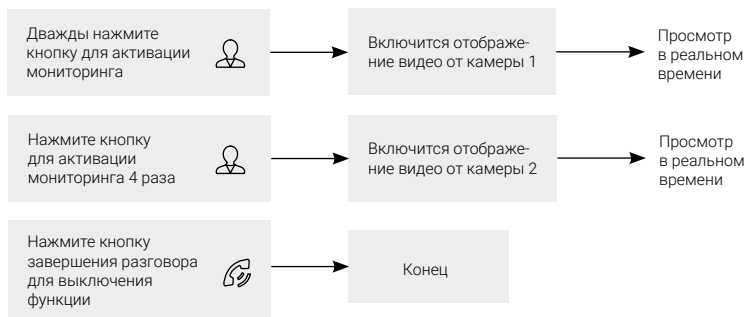 Дважды нажмите
кнопку для активации
мониторинга
Включится отображе-
ние видео от камеры 1
Просмотр
в реальном
времени
Нажмите кнопку
для активации
мониторинга 4 раза
Включится отображе-
ние видео от камеры 2
Просмотр
в реальном
времени
Нажмите кнопку
завершения разговора
для выключения
функции
Конец